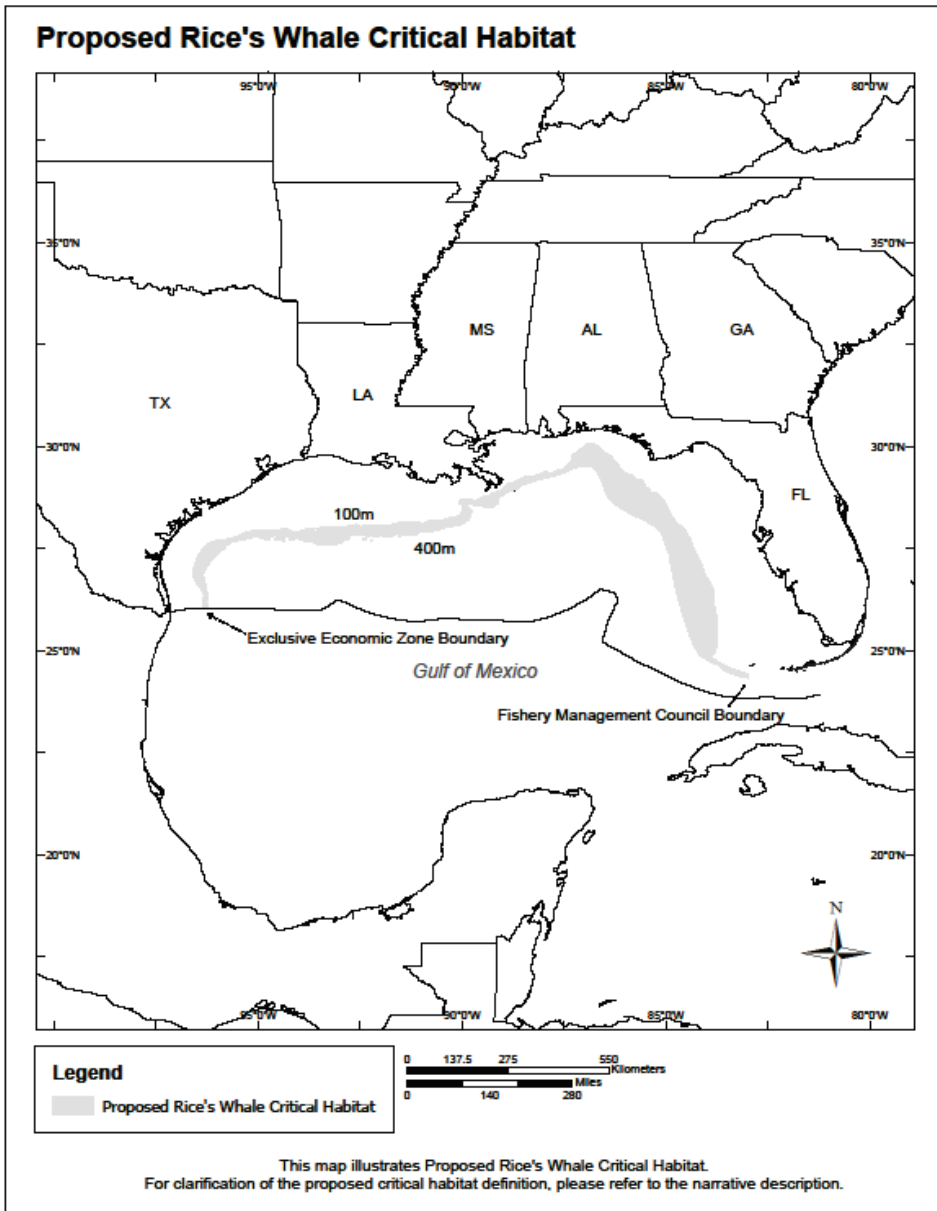 Proposed Rice's Whale Critical Habitat
95°0'W 90°0'W 85°0'W 80°0'W
35°0'N 35°0'N
MS AL GA
LA
TX
30°0'N 30°0'N
FL
100m
400m
Exclusive Economic Zone Boundary
25°0'N 25°0'N
Gulf of Mexico
Fishery Management Council Boundary
20°0'N 20°0'N
N
95°0'W 90°0'W 85°0'W 80°0'W
Legend
Proposed Rice's Whale Critical Habitat
0 137.5 275 550
Kilometers
Miles
0 140 280
This map illustrates Proposed Rice's Whale Critical Habitat.
For clarification of the proposed critical habitat definition, please refer to the narrative description.